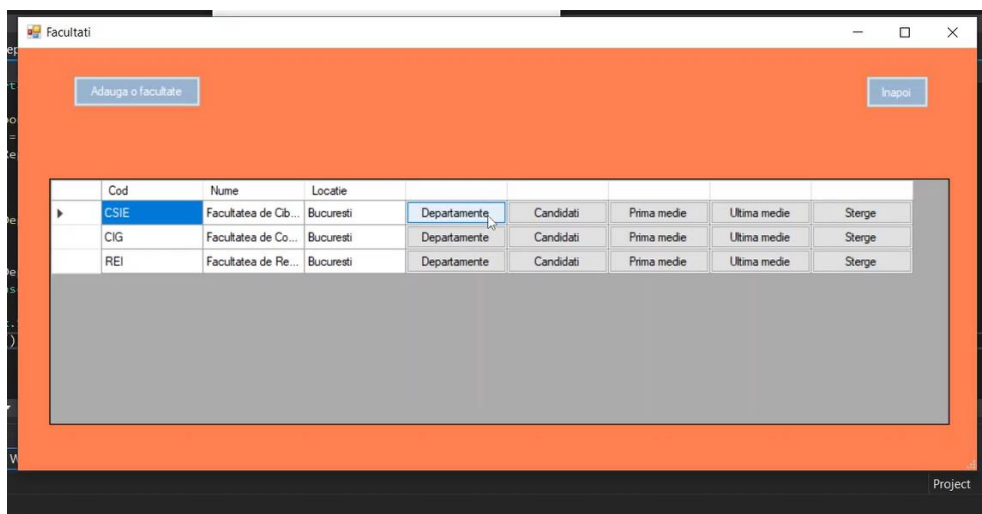 Facultati
Adauga o facultate
Inapoi
Cod Nume Locatie
CSIE Facultatea de Cib... Bucuresti Departamente Candidati Prima medie Ultima medie Sterge
CIG Facultatea de Co... Bucuresti Departamente Candidati Prima medie Ultima medie Sterge
REI Facultatea de Re... Bucuresti Departamente Candidati Prima medie Ultima medie Sterge
Project